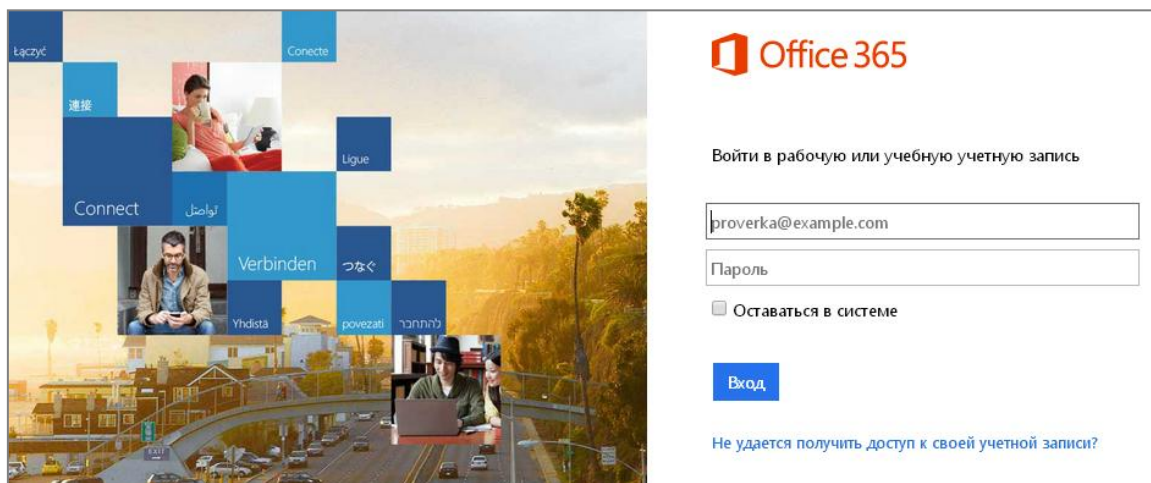 Łączyć
Conecte
連接
Ligue
Connect
تواصل
Verbinden
つなぐ
Yhdistä
povezati
להתחבר
EXIT
Office 365
Войти в рабочую или учебную учетную запись
proverka@example.com
Пароль
Оставаться в системе
Вход
Не удается получить доступ к своей учетной записи?